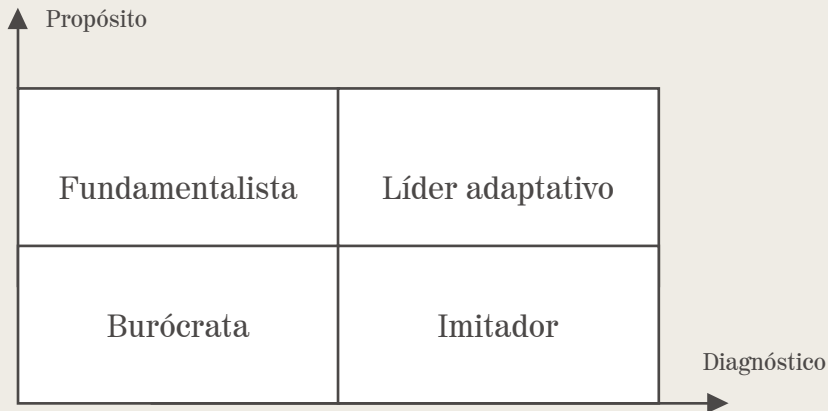 Propósito
Fundamentalista
Líder adaptativo
Burócrata
Imitador
Diagnóstico